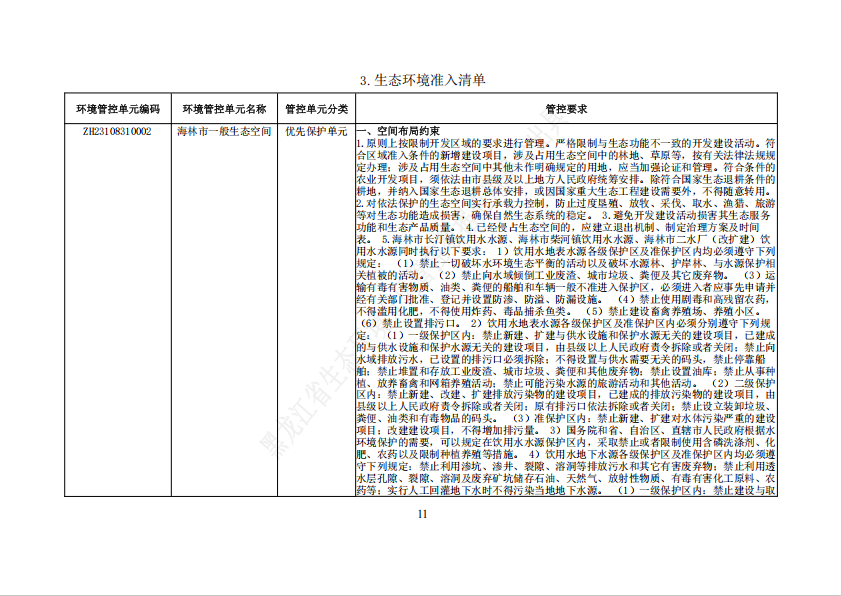 3.生态环境准入清单
环境管控单元编码 环境管控单元名称 管控单元分类 管控要求
ZH23108310002 海林市一般生态空间 优先保护单元 一、空间布局约束
1.原则上按限制开发区域的要求进行管理。严格限制与生态功能不一致的开发建设活动。符
合区域准入条件的新增建设项目，涉及占用生态空间中的林地、草原等，按有关法律法规规
定办理；涉及占用生态空间中其他未作明确规定的用地，应当加强论证和管理。符合条件的
农业开发项目，须依法由市县级及以上地方人民政府统筹安排。除符合国家生态退耕条件的
耕地，并纳入国家生态退耕总体安排，或因国家重大生态工程建设需要外，不得随意转用。
2.对依法保护的生态空间实行承载力控制，防止过度垦殖、放牧、采伐、取水、渔猎、旅游
等对生态功能造成损害，确保自然生态系统的稳定。 3.避免开发建设活动损害其生态服务
功能和生态产品质量。 4.已经侵占生态空间的，应建立退出机制、制定治理方案及时间
表。 5.海林市长汀镇饮用水水源、海林市柴河镇饮用水水源、海林市二水厂（改扩建）饮
用水水源同时执行以下要求： 1）饮用水地表水源各级保护区及准保护区内均必须遵守下列
规定： （1）禁止一切破坏水环境生态平衡的活动以及破坏水源林、护岸林、与水源保护相
关植被的活动。 （2）禁止向水域倾倒工业废渣、城市垃圾、粪便及其它废弃物。 （3）运
输有毒有害物质、油类、粪便的船舶和车辆一般不准进入保护区，必须进入者应事先申请并
经有关部门批准、登记并设置防渗、防溢、防漏设施。 （4）禁止使用剧毒和高残留农药，
不得滥用化肥，不得使用炸药、毒品捕杀鱼类。 （5）禁止建设畜禽养殖场、养殖小区。
（6）禁止设置排污口。 2）饮用水地表水源各级保护区及准保护区内必须分别遵守下列规
定： （1）一级保护区内：禁止新建、扩建与供水设施和保护水源无关的建设项目，已建成
的与供水设施和保护水源无关的建设项目，由县级以上人民政府责令拆除或者关闭；禁止向
水域排放污水，已设置的排污口必须拆除；不得设置与供水需要无关的码头，禁止停靠船
舶；禁止堆置和存放工业废渣、城市垃圾、粪便和其他废弃物；禁止设置油库；禁止从事种
植、放养畜禽和网箱养殖活动；禁止可能污染水源的旅游活动和其他活动。 （2）二级保护
区内：禁止新建、改建、扩建排放污染物的建设项目，已建成的排放污染物的建设项目，由
县级以上人民政府责令拆除或者关闭；原有排污口依法拆除或者关闭；禁止设立装卸垃圾、
粪便、油类和有毒物品的码头。 （3）准保护区内：禁止新建、扩建对水体污染严重的建设
项目；改建建设项目，不得增加排污量。 3）国务院和省、自治区、直辖市人民政府根据水
环境保护的需要，可以规定在饮用水水源保护区内，采取禁止或者限制使用含磷洗涤剂、化
肥、农药以及限制种植养殖等措施。 4）饮用水地下水源各级保护区及准保护区内均必须遵
守下列规定：禁止利用渗坑、渗井、裂隙、溶洞等排放污水和其它有害废弃物；禁止利用透
水层孔隙、裂隙、溶洞及废弃矿坑储存石油、天然气、放射性物质、有毒有害化工原料、农
药等；实行人工回灌地下水时不得污染当地地下水源。 （1）一级保护区内：禁止建设与取
11
黑龙江省生态